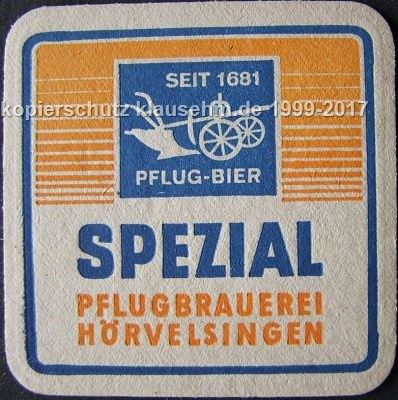 SEIT 1681
kopierschutz klausehm.de 1999-2017
PFLUG-BIER
SPEZIAL
PFLUGBRAUEREI
HÖRVELSINGEN